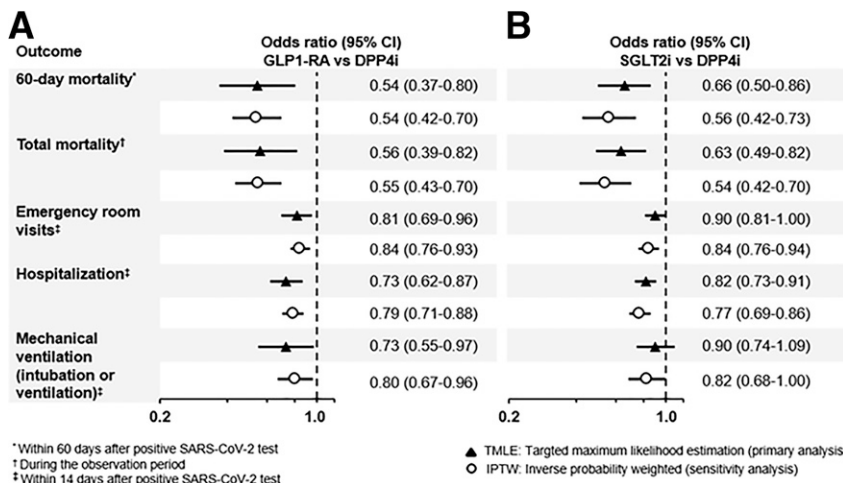 A
B
Outcome
Odds ratio (95% CI)
GLP1-RA vs DPP4i
Odds ratio (95% CI)
SGLT2i vs DPP4i
60-day mortality*
0.54 (0.37-0.80)
0.66 (0.50-0.86)
0.54 (0.42-0.70)
0.56 (0.42-0.73)
Total mortality†
0.56 (0.39-0.82)
0.63 (0.49-0.82)
0.55 (0.43-0.70)
0.54 (0.42-0.70)
Emergency room
visits‡
0.81 (0.69-0.96)
0.90 (0.81-1.00)
0.84 (0.76-0.93)
0.84 (0.76-0.94)
Hospitalization‡
0.73 (0.62-0.87)
0.82 (0.73-0.91)
0.79 (0.71-0.88)
0.77 (0.69-0.86)
Mechanical
ventilation
(intubation or
ventilation)‡
0.73 (0.55-0.97)
0.90 (0.74-1.09)
0.80 (0.67-0.96)
0.82 (0.68-1.00)
0.2 1.0
0.2 1.0
* Within 60 days after positive SARS-CoV-2 test
† During the observation period
‡ Within 14 days after positive SARS-CoV-2 test
▲ TMLE: Targted maximum likelihood estimation (primary analysis
○ IPTW: Inverse probability weighted (sensitivity analysis)